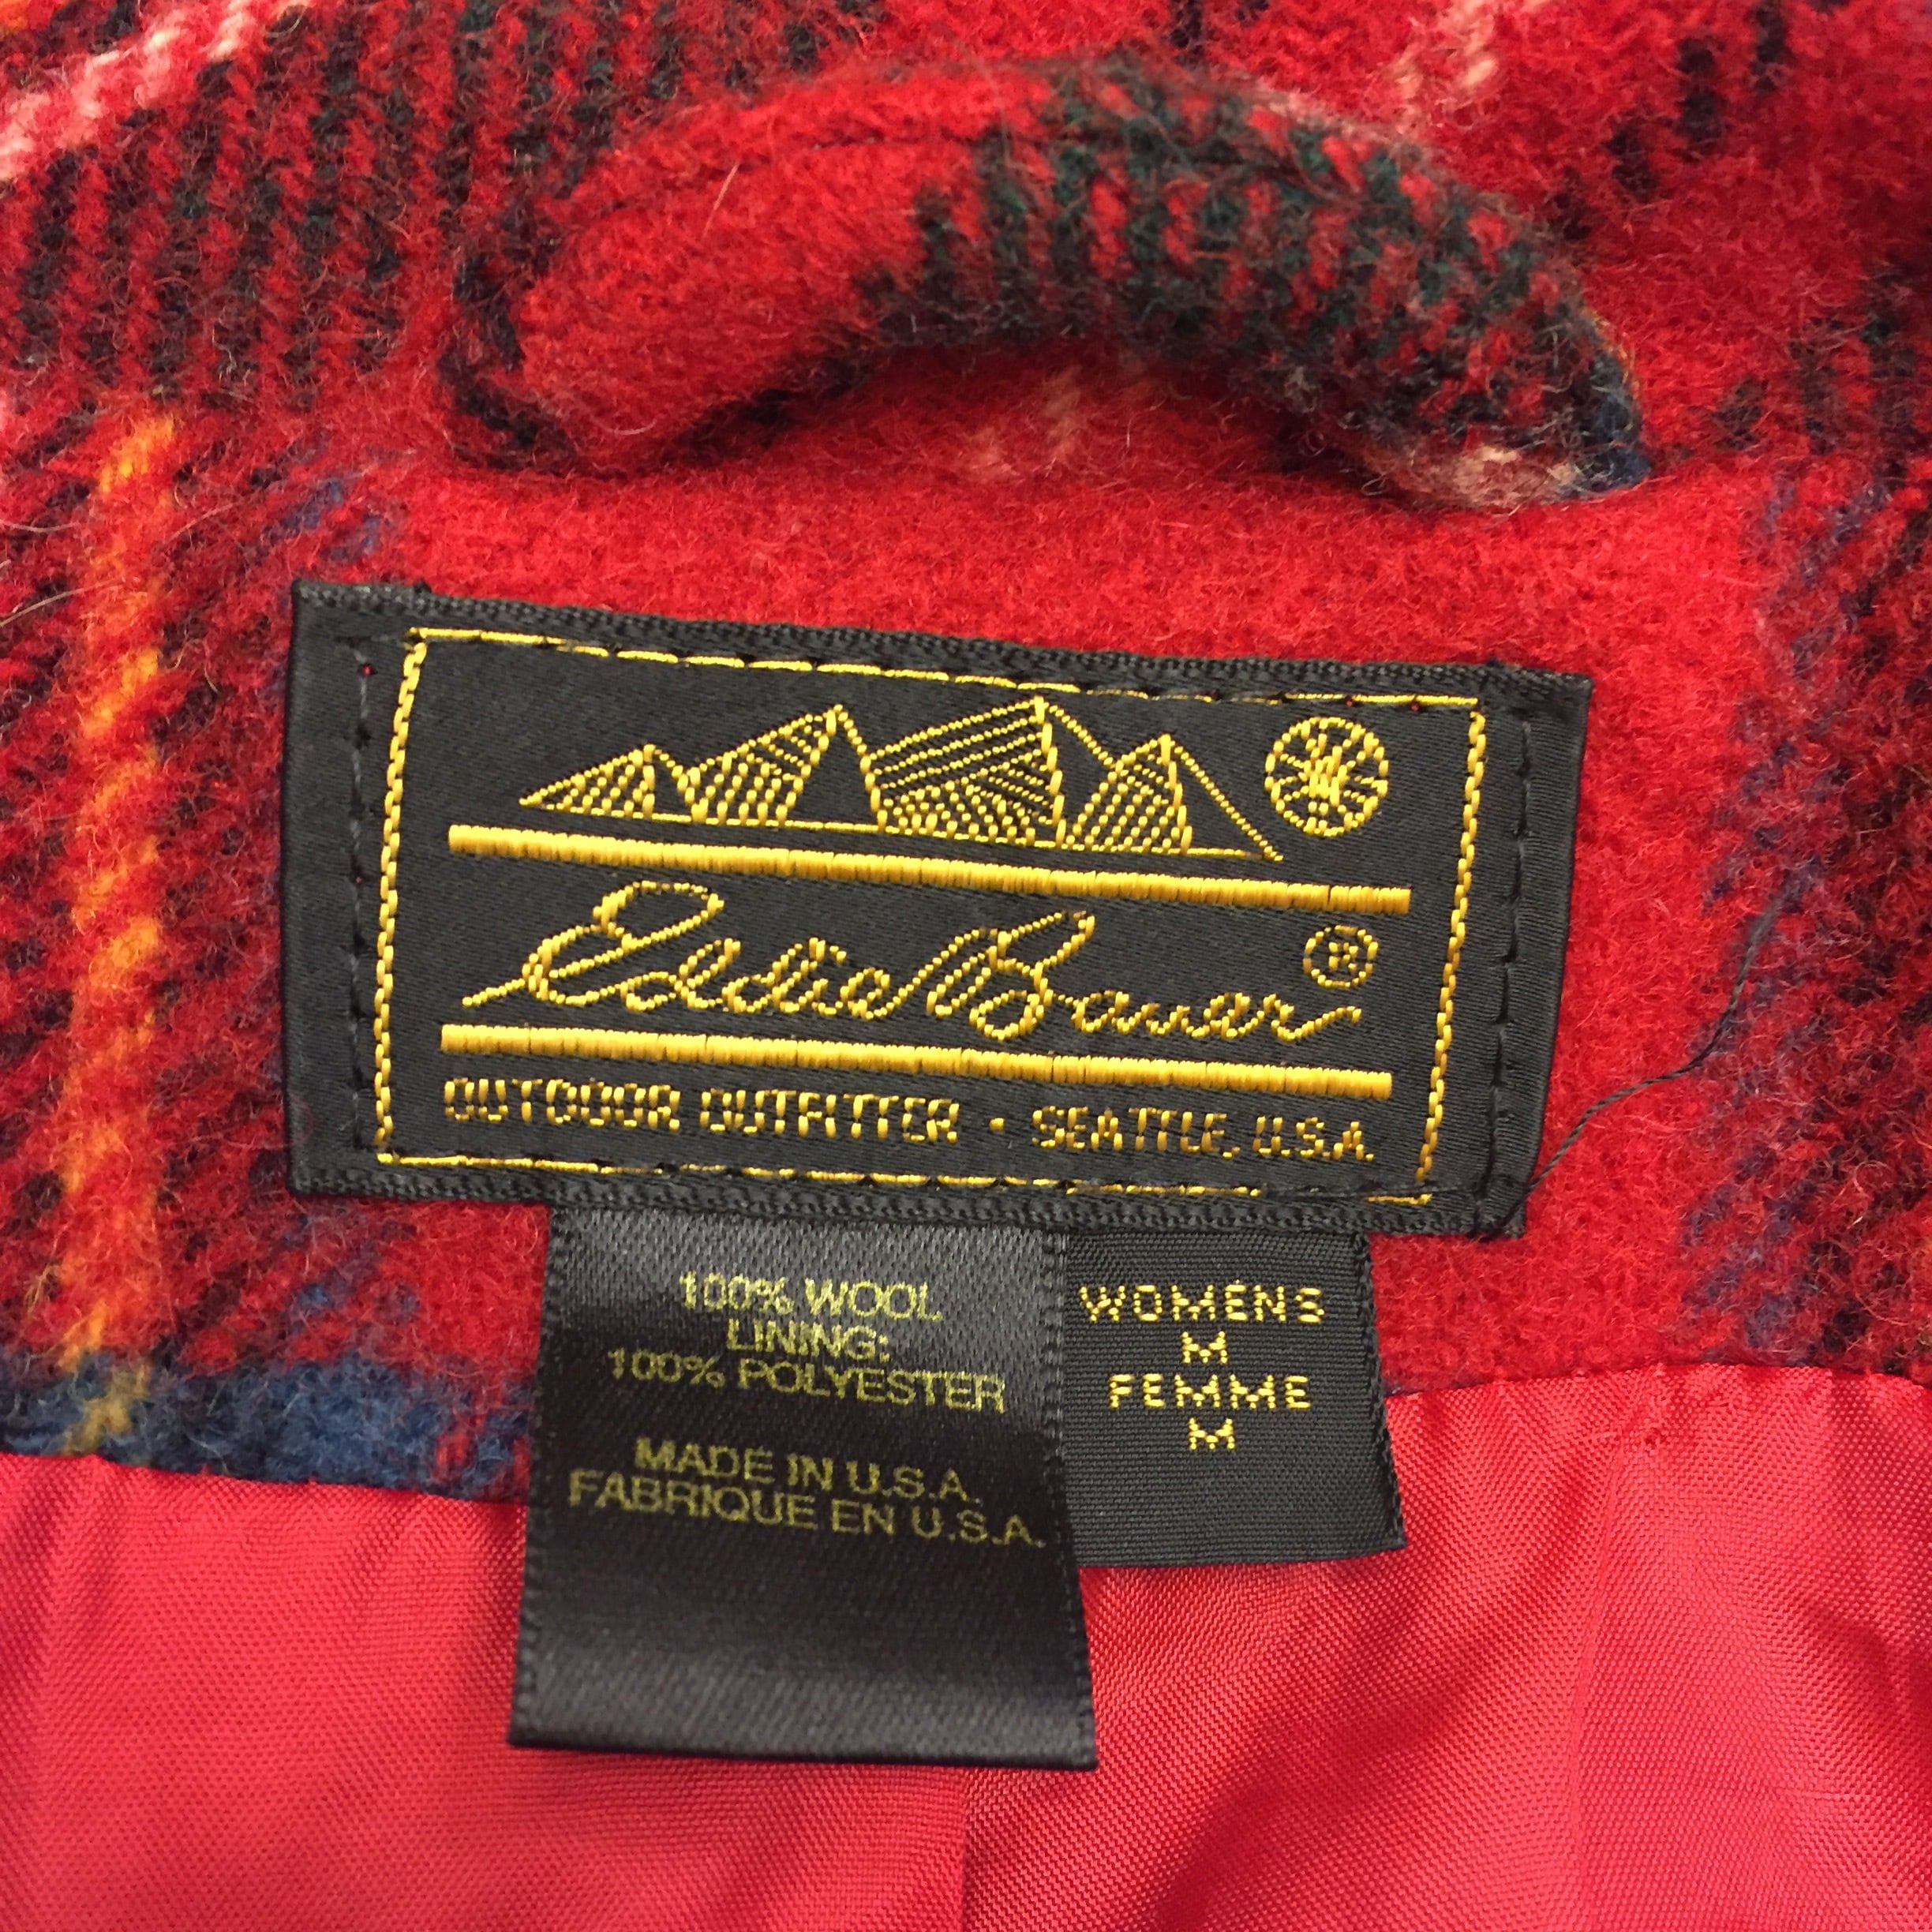 Eddie Bauer ®
OUTDOOR OUTFITTER · SEATTLE, U.S.A.
100% WOOL
LINING:
100% POLYESTER
MADE IN U.S.A.
FABRIQUE EN U.S.A.
WOMENS
M
FEMME
M